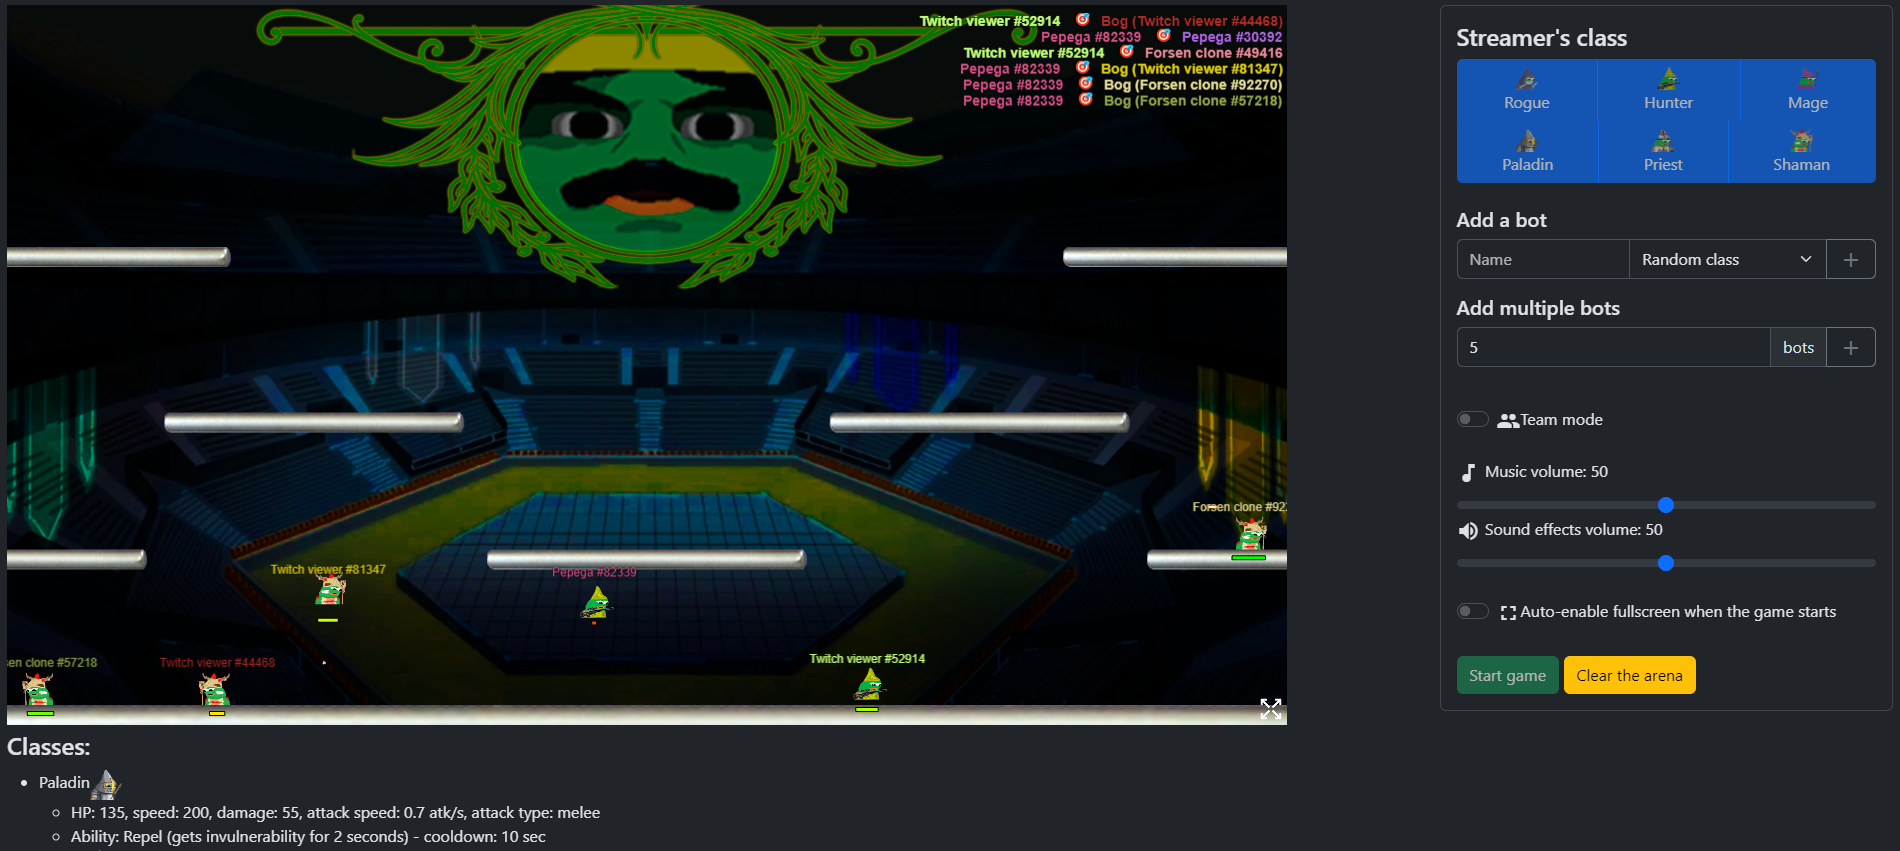 Twitch viewer #52914 Bog (Twitch viewer #44468)
Pepega #82339 Pepega #30392
Twitch viewer #52914 Forsen clone #49416
Pepega #82339 Bog (Twitch viewer #81347)
Pepega #82339 Bog (Forsen clone #92270)
Pepega #82339 Bog (Forsen clone #57218)
Forsen clone #92
Twitch viewer #81347
Pepega #82339
sen clone #57218
Twitch viewer #44468
Twitch viewer #52914
Classes:
Paladin
HP: 135, speed: 200, damage: 55, attack speed: 0.7 atk/s, attack type: melee
Ability: Repel (gets invulnerability for 2 seconds) - cooldown: 10 sec
Streamer's class
Rogue Hunter Mage
Paladin Priest Shaman
Add a bot
Name Random class
Add multiple bots
5 bots
Team mode
Music volume: 50
Sound effects volume: 50
Auto-enable fullscreen when the game starts
Start game Clear the arena